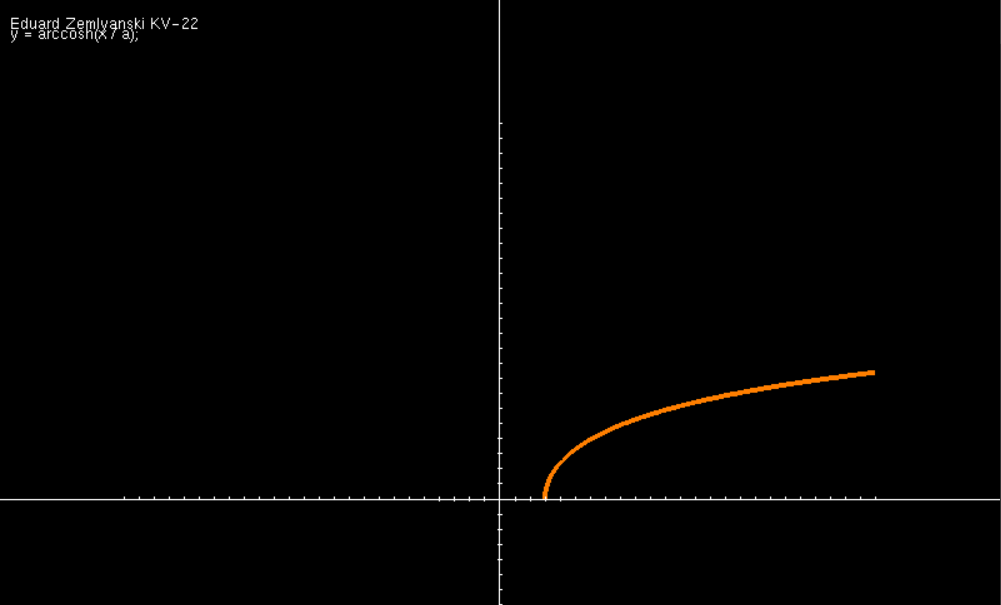 Eduard Zemlyanski KV-22
y = arccosh(x / a);